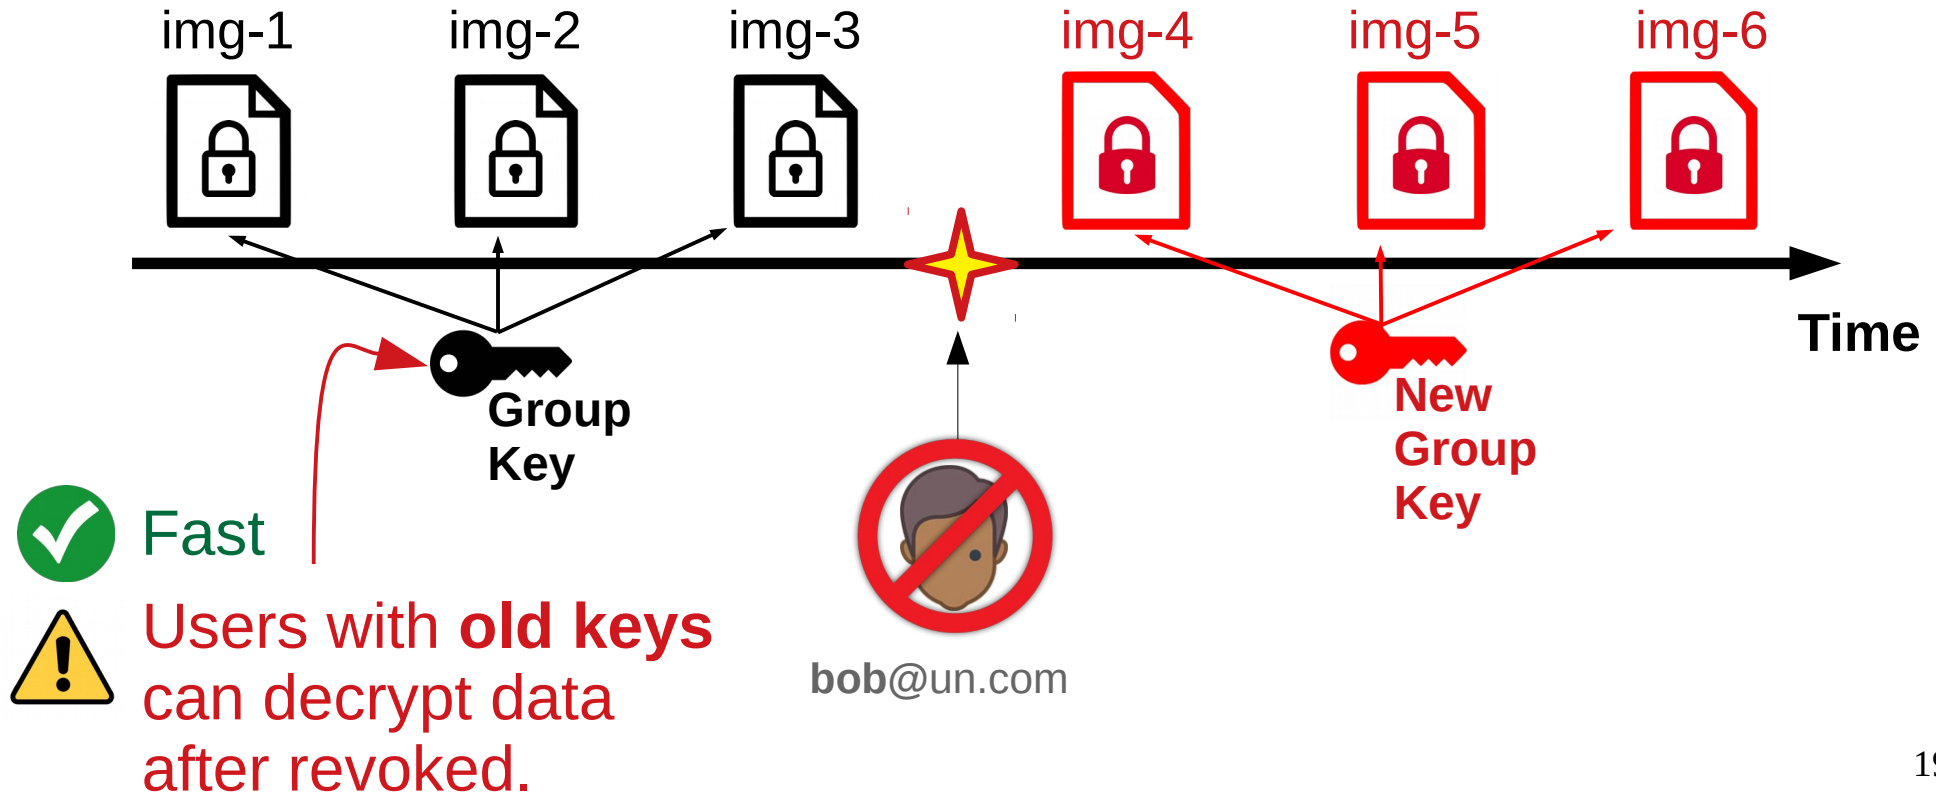 img-1 img-2 img-3 img-4 img-5 img-6
Time
Group
Key
New
Group
Key
Fast
Users with old keys
can decrypt data
after revoked.
bob@un.com
19